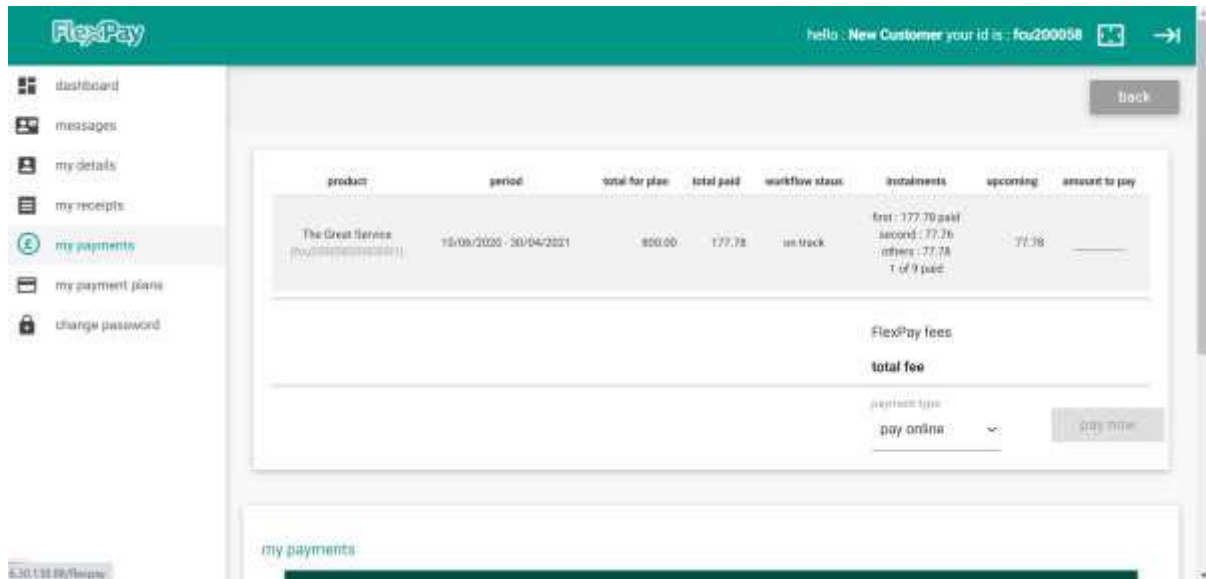 FlexPay
hello : New Customer your id is : fcu200058
dashboard
messages
my details
my receipts
my payments
my payment plans
change password
back
product period total for plan total paid workflow staus instalments upcoming amount to pay
The Great Service 10/06/2020 - 30/04/2021 800.00 177.78 on track 77.78
first : 177.78 paid
second : 77.76
others : 77.78
1 of 9 paid
FlexPay fees
total fee
payment type
pay online
pay now
my payments